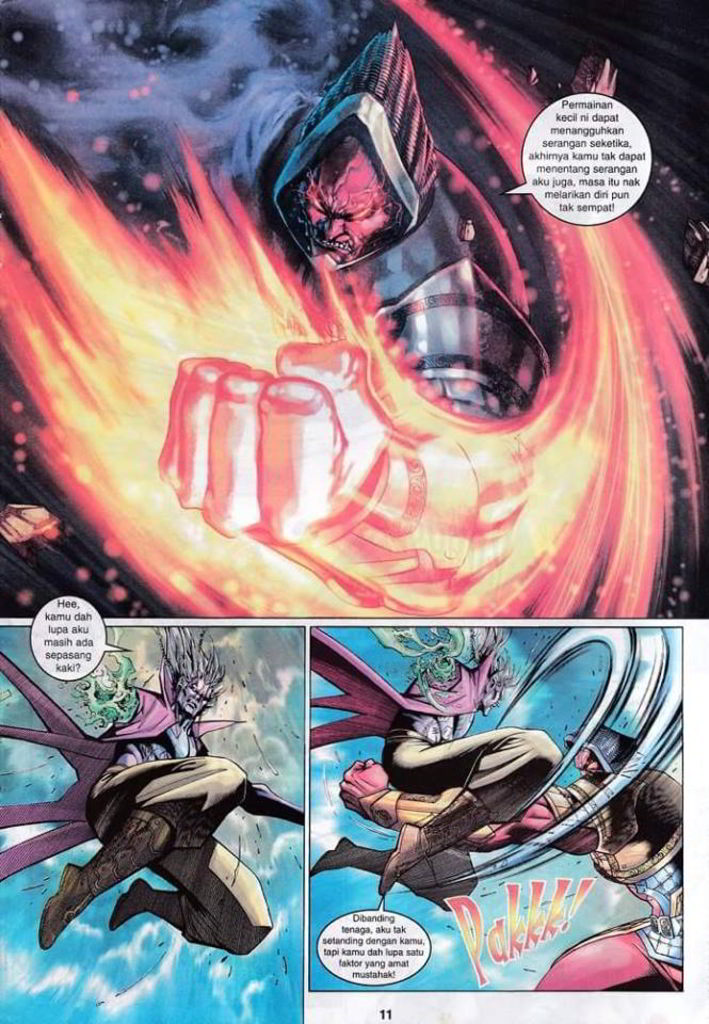 Permainan
kecil ni dapat
menangguhkan
serangan seketika,
akhirnya kamu tak dapat
menentang serangan
aku juga, masa itu nak
melarikan diri pun
tak sempat!
Hee,
kamu dah
lupa aku
masih ada
sepasang
kaki?
Dibanding
tenaga, aku tak
setanding dengan kamu,
tapi kamu dah lupa satu
faktor yang amat
mustahak!
Pakkk!
11